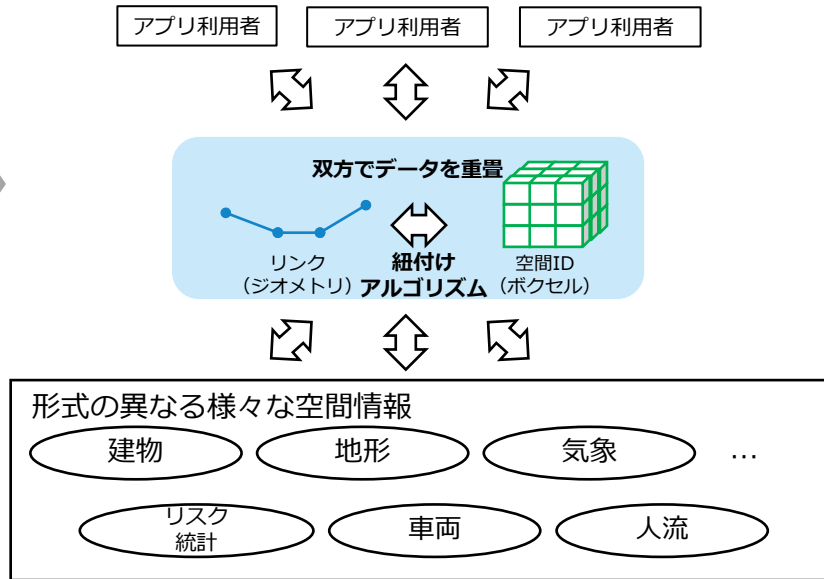 アプリ利用者
アプリ利用者
アプリ利用者
双方でデータを重畳
リンク
（ジオメトリ）
紐付け
アルゴリズム
空間ID
（ボクセル）
形式の異なる様々な空間情報
建物
地形
気象
…
リスク
統計
車両
人流